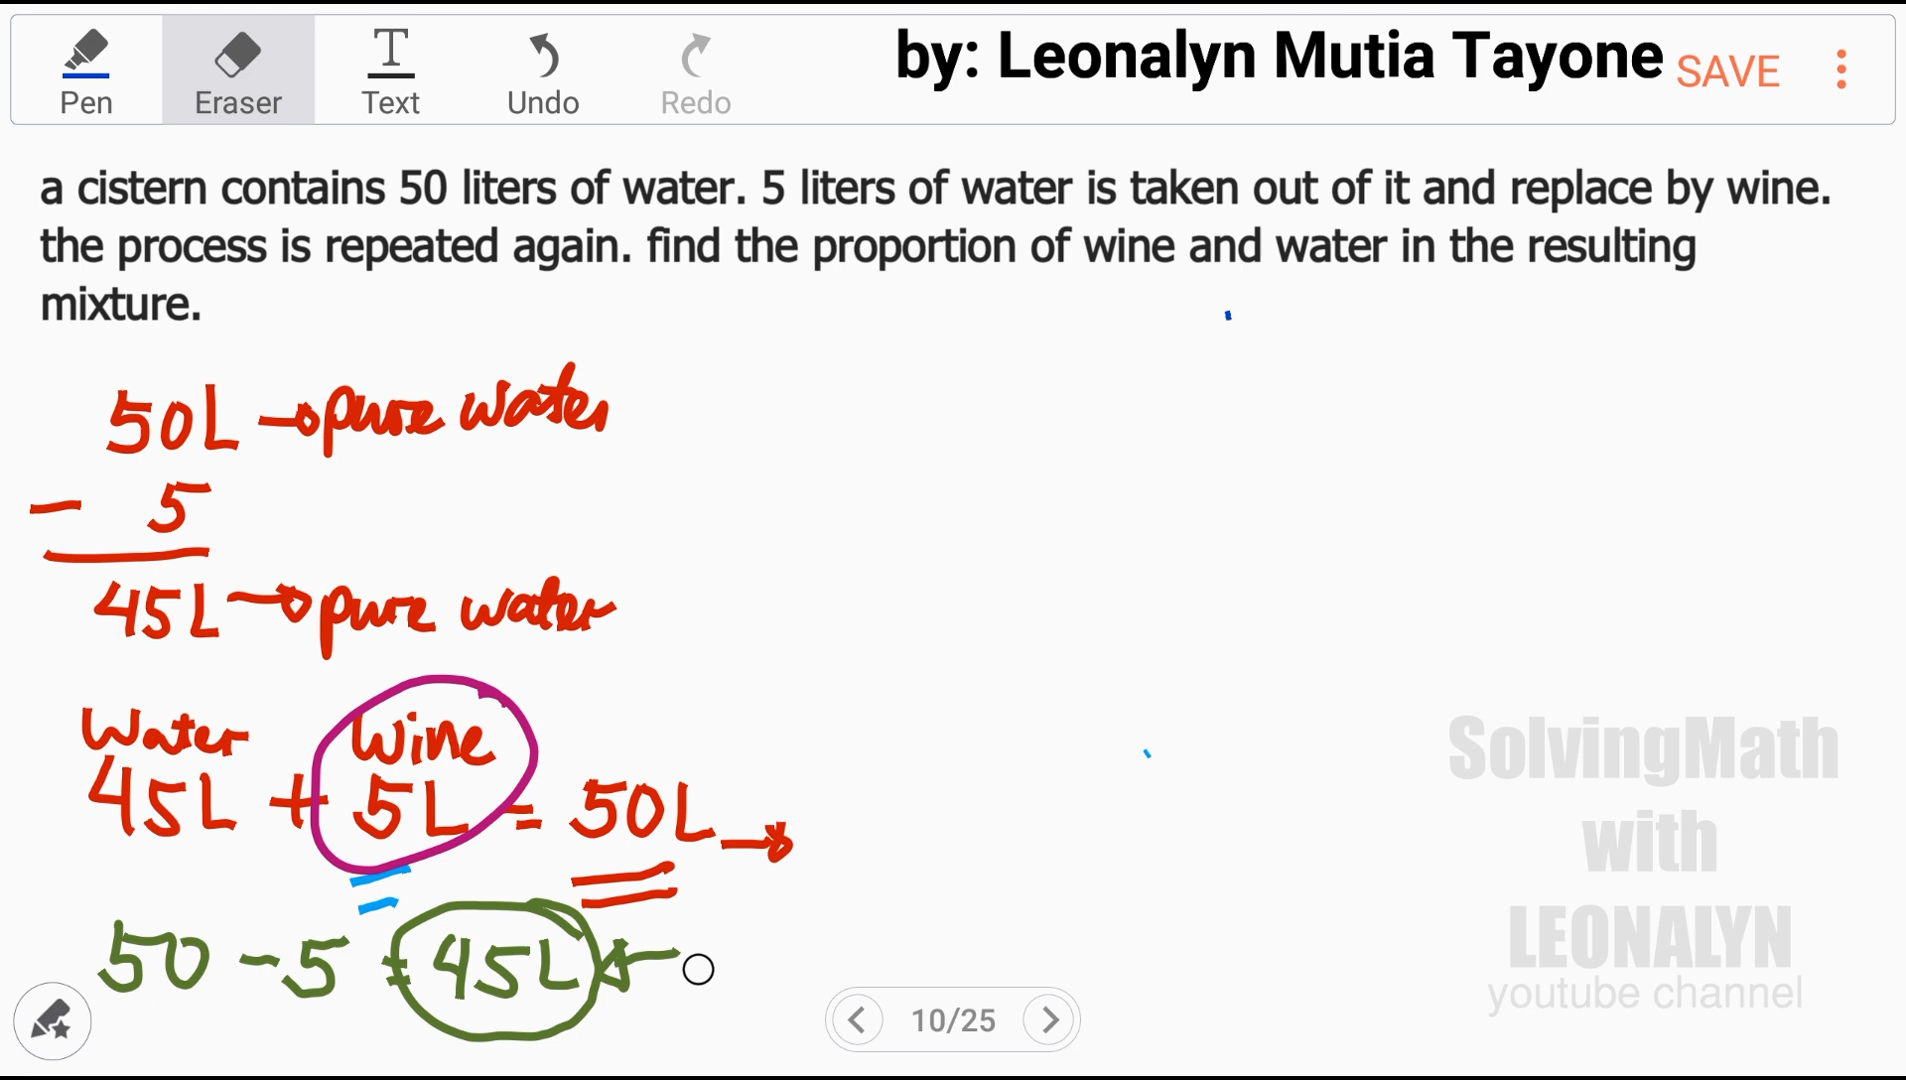 Pen Eraser Text Undo Redo by: Leonalyn Mutia Tayone SAVE
a cistern contains 50 liters of water. 5 liters of water is taken out of it and replace by wine.
the process is repeated again. find the proportion of wine and water in the resulting
mixture.
50L → pure water
- 5
45L → pure water
Water Wine
45L + 5L = 50L →
50 - 5 = 45L ←
SolvingMath
with
LEONALYN
youtube channel
10/25